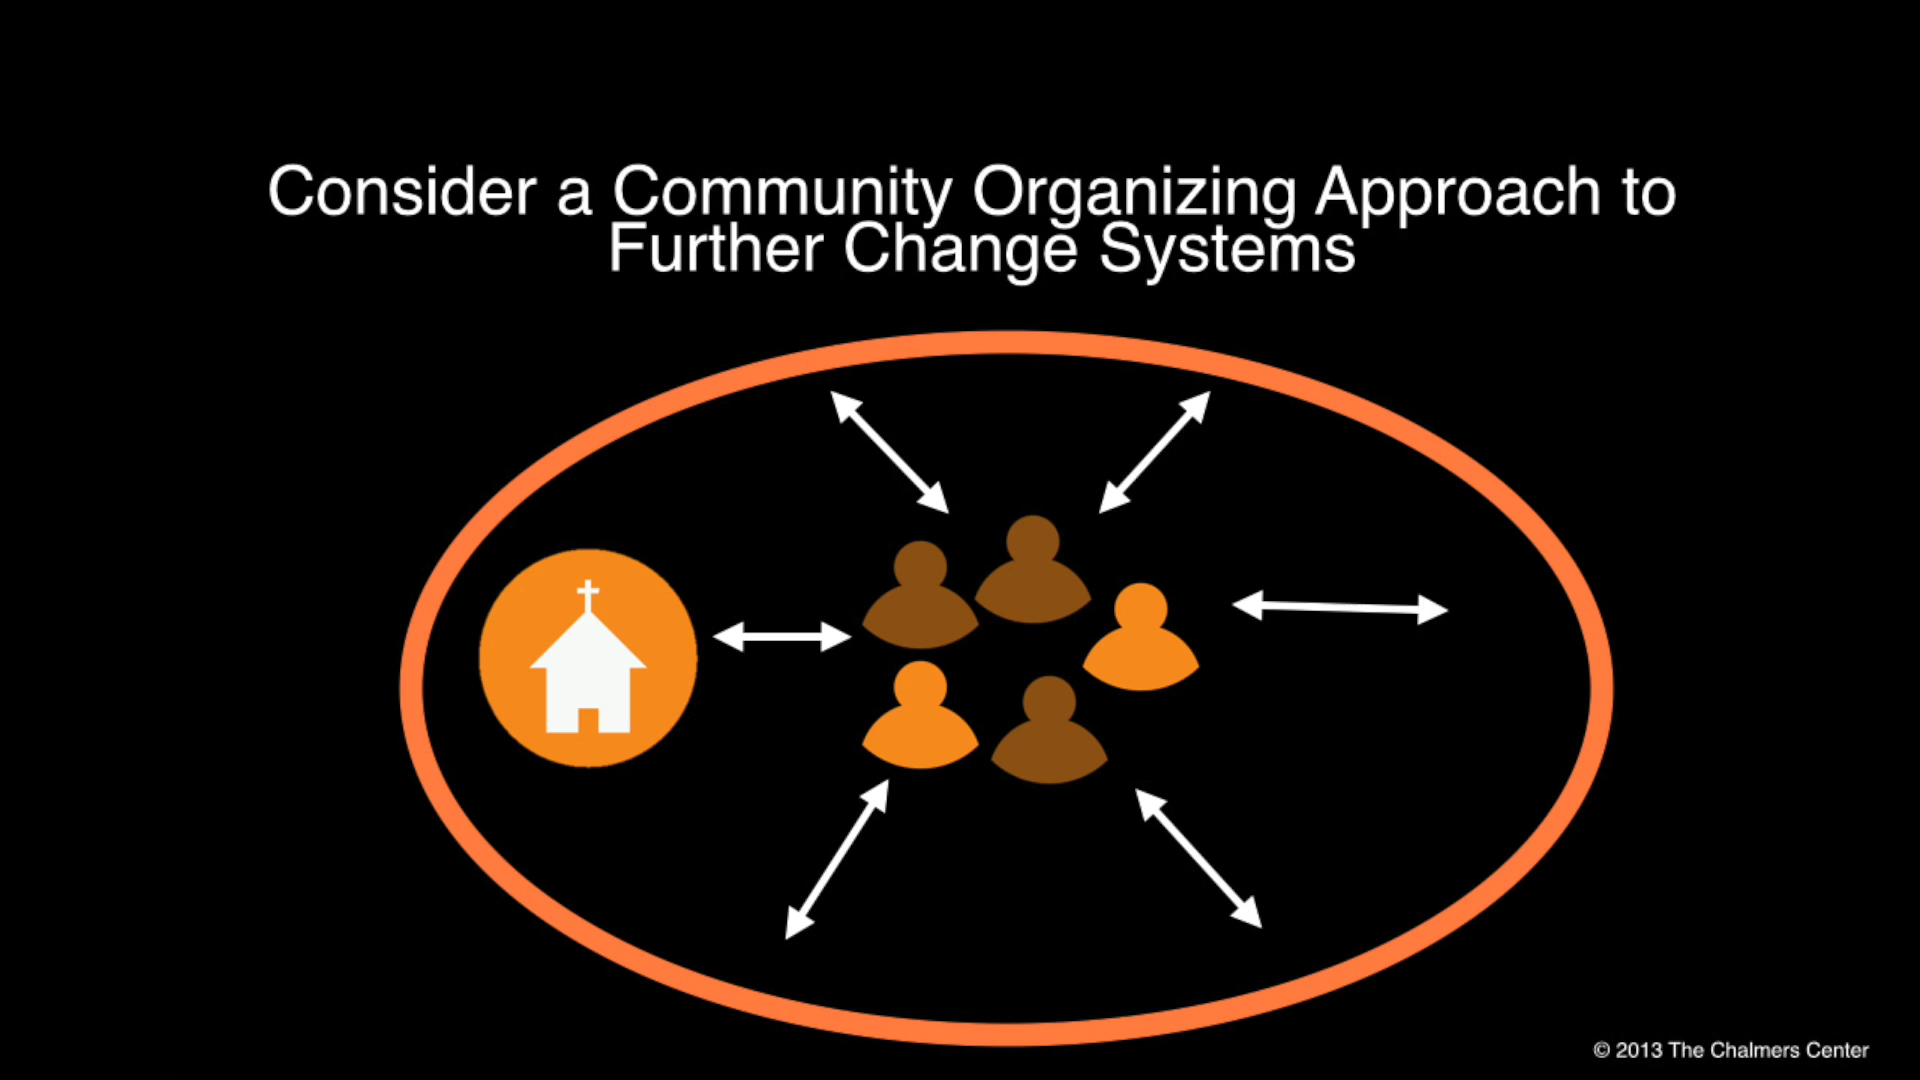 Consider a Community Organizing Approach to
Further Change Systems
© 2013 The Chalmers Center